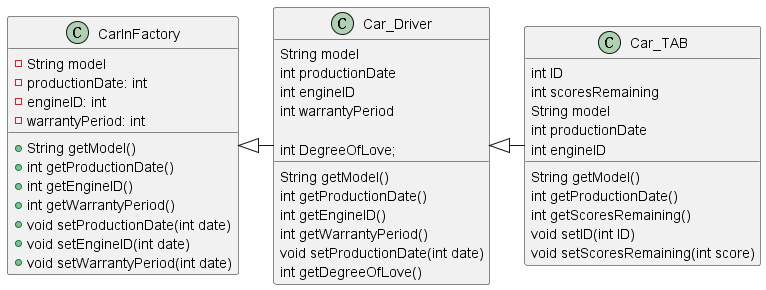 C CarInFactory
String model
productionDate: int
engineID: int
warrantyPeriod: int
String getModel()
int getProductionDate()
int getEngineID()
int getWarrantyPeriod()
void setProductionDate(int date)
void setEngineID(int date)
void setWarrantyPeriod(int date)
C Car_Driver
String model
int productionDate
int engineID
int warrantyPeriod
int DegreeOfLove;
String getModel()
int getProductionDate()
int getEngineID()
int getWarrantyPeriod()
void setProductionDate(int date)
int getDegreeOfLove()
C Car_TAB
int ID
int scoresRemaining
String model
int productionDate
int engineID
String getModel()
int getProductionDate()
int getScoresRemaining()
void setID(int ID)
void setScoresRemaining(int score)